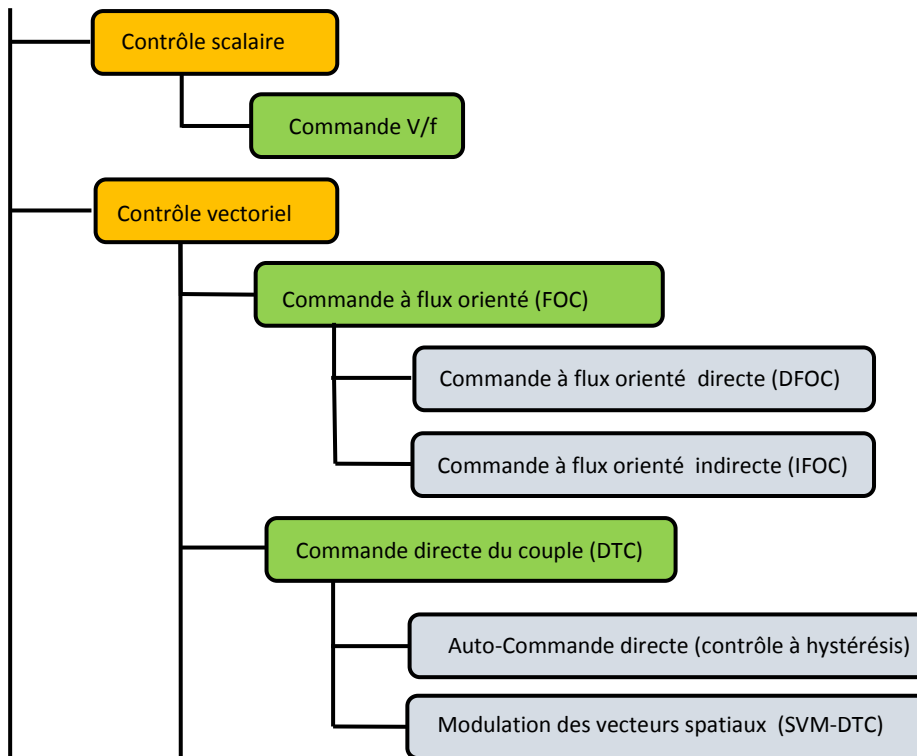 Contrôle scalaire
Commande V/f
Contrôle vectoriel
Commande à flux orienté (FOC)
Commande à flux orienté directe (DFOC)
Commande à flux orienté indirecte (IFOC)
Commande directe du couple (DTC)
Auto-Commande directe (contrôle à hystérésis)
Modulation des vecteurs spatiaux (SVM-DTC)